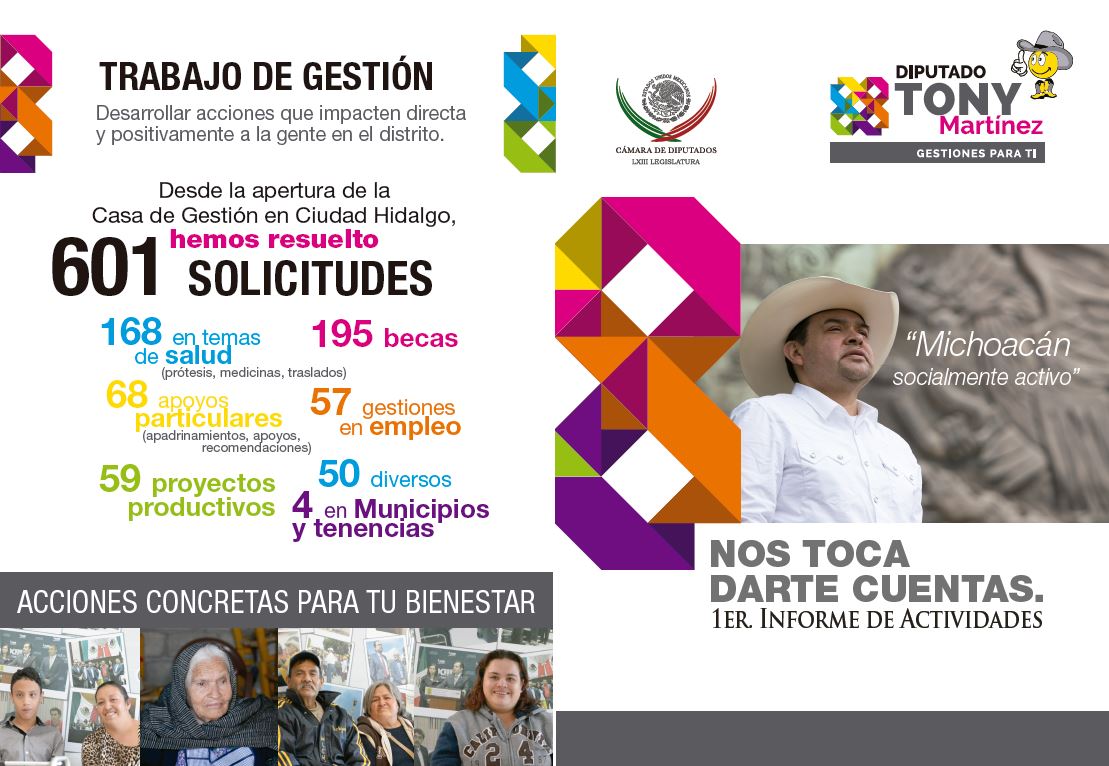 TRABAJO DE GESTIÓN
Desarrollar acciones que impacten directa
y positivamente a la gente en el distrito.
Desde la apertura de la
Casa de Gestión en Ciudad Hidalgo,
hemos resuelto
601 SOLICITUDES
168 en temas
de salud
(prótesis, medicinas, traslados)
195 becas
68 apoyos
particulares
(apadrinamientos, apoyos,
recomendaciones)
57 gestiones
en empleo
59 proyectos
productivos
50 diversos
4 en Municipios
y tenencias
ACCIONES CONCRETAS PARA TU BIENESTAR
ESTADOS UNIDOS MEXICANOS
CÁMARA DE DIPUTADOS
LXIII LEGISLATURA
DIPUTADO
TONY
Martínez
GESTIONES PARA TI
“Michoacán
socialmente activo”
NOS TOCA
DARTE CUENTAS.
1ER. INFORME DE ACTIVIDADES